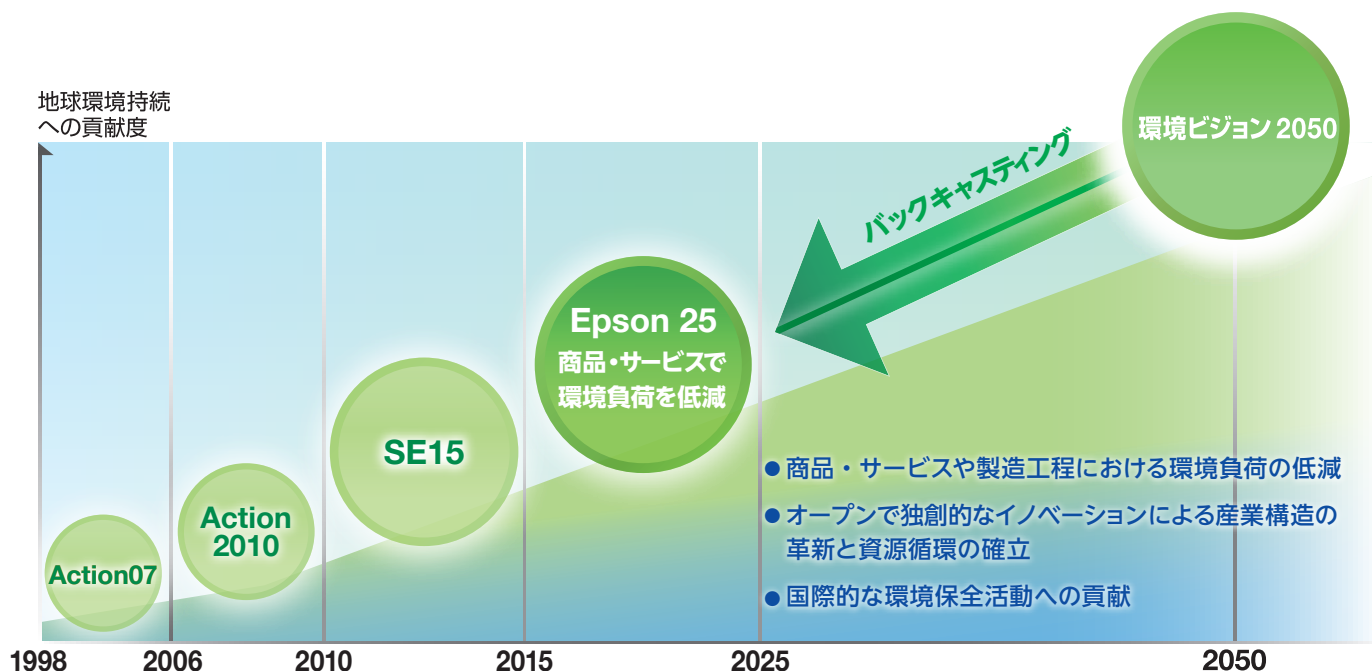 地球環境持続
への貢献度
環境ビジョン 2050
バックキャスティング
Epson 25
商品・サービスで
環境負荷を低減
SE15
Action
2010
Action07
● 商品・サービスや製造工程における環境負荷の低減
● オープンで独創的なイノベーションによる産業構造の
革新と資源循環の確立
● 国際的な環境保全活動への貢献
1998 2006 2010 2015 2025 2050